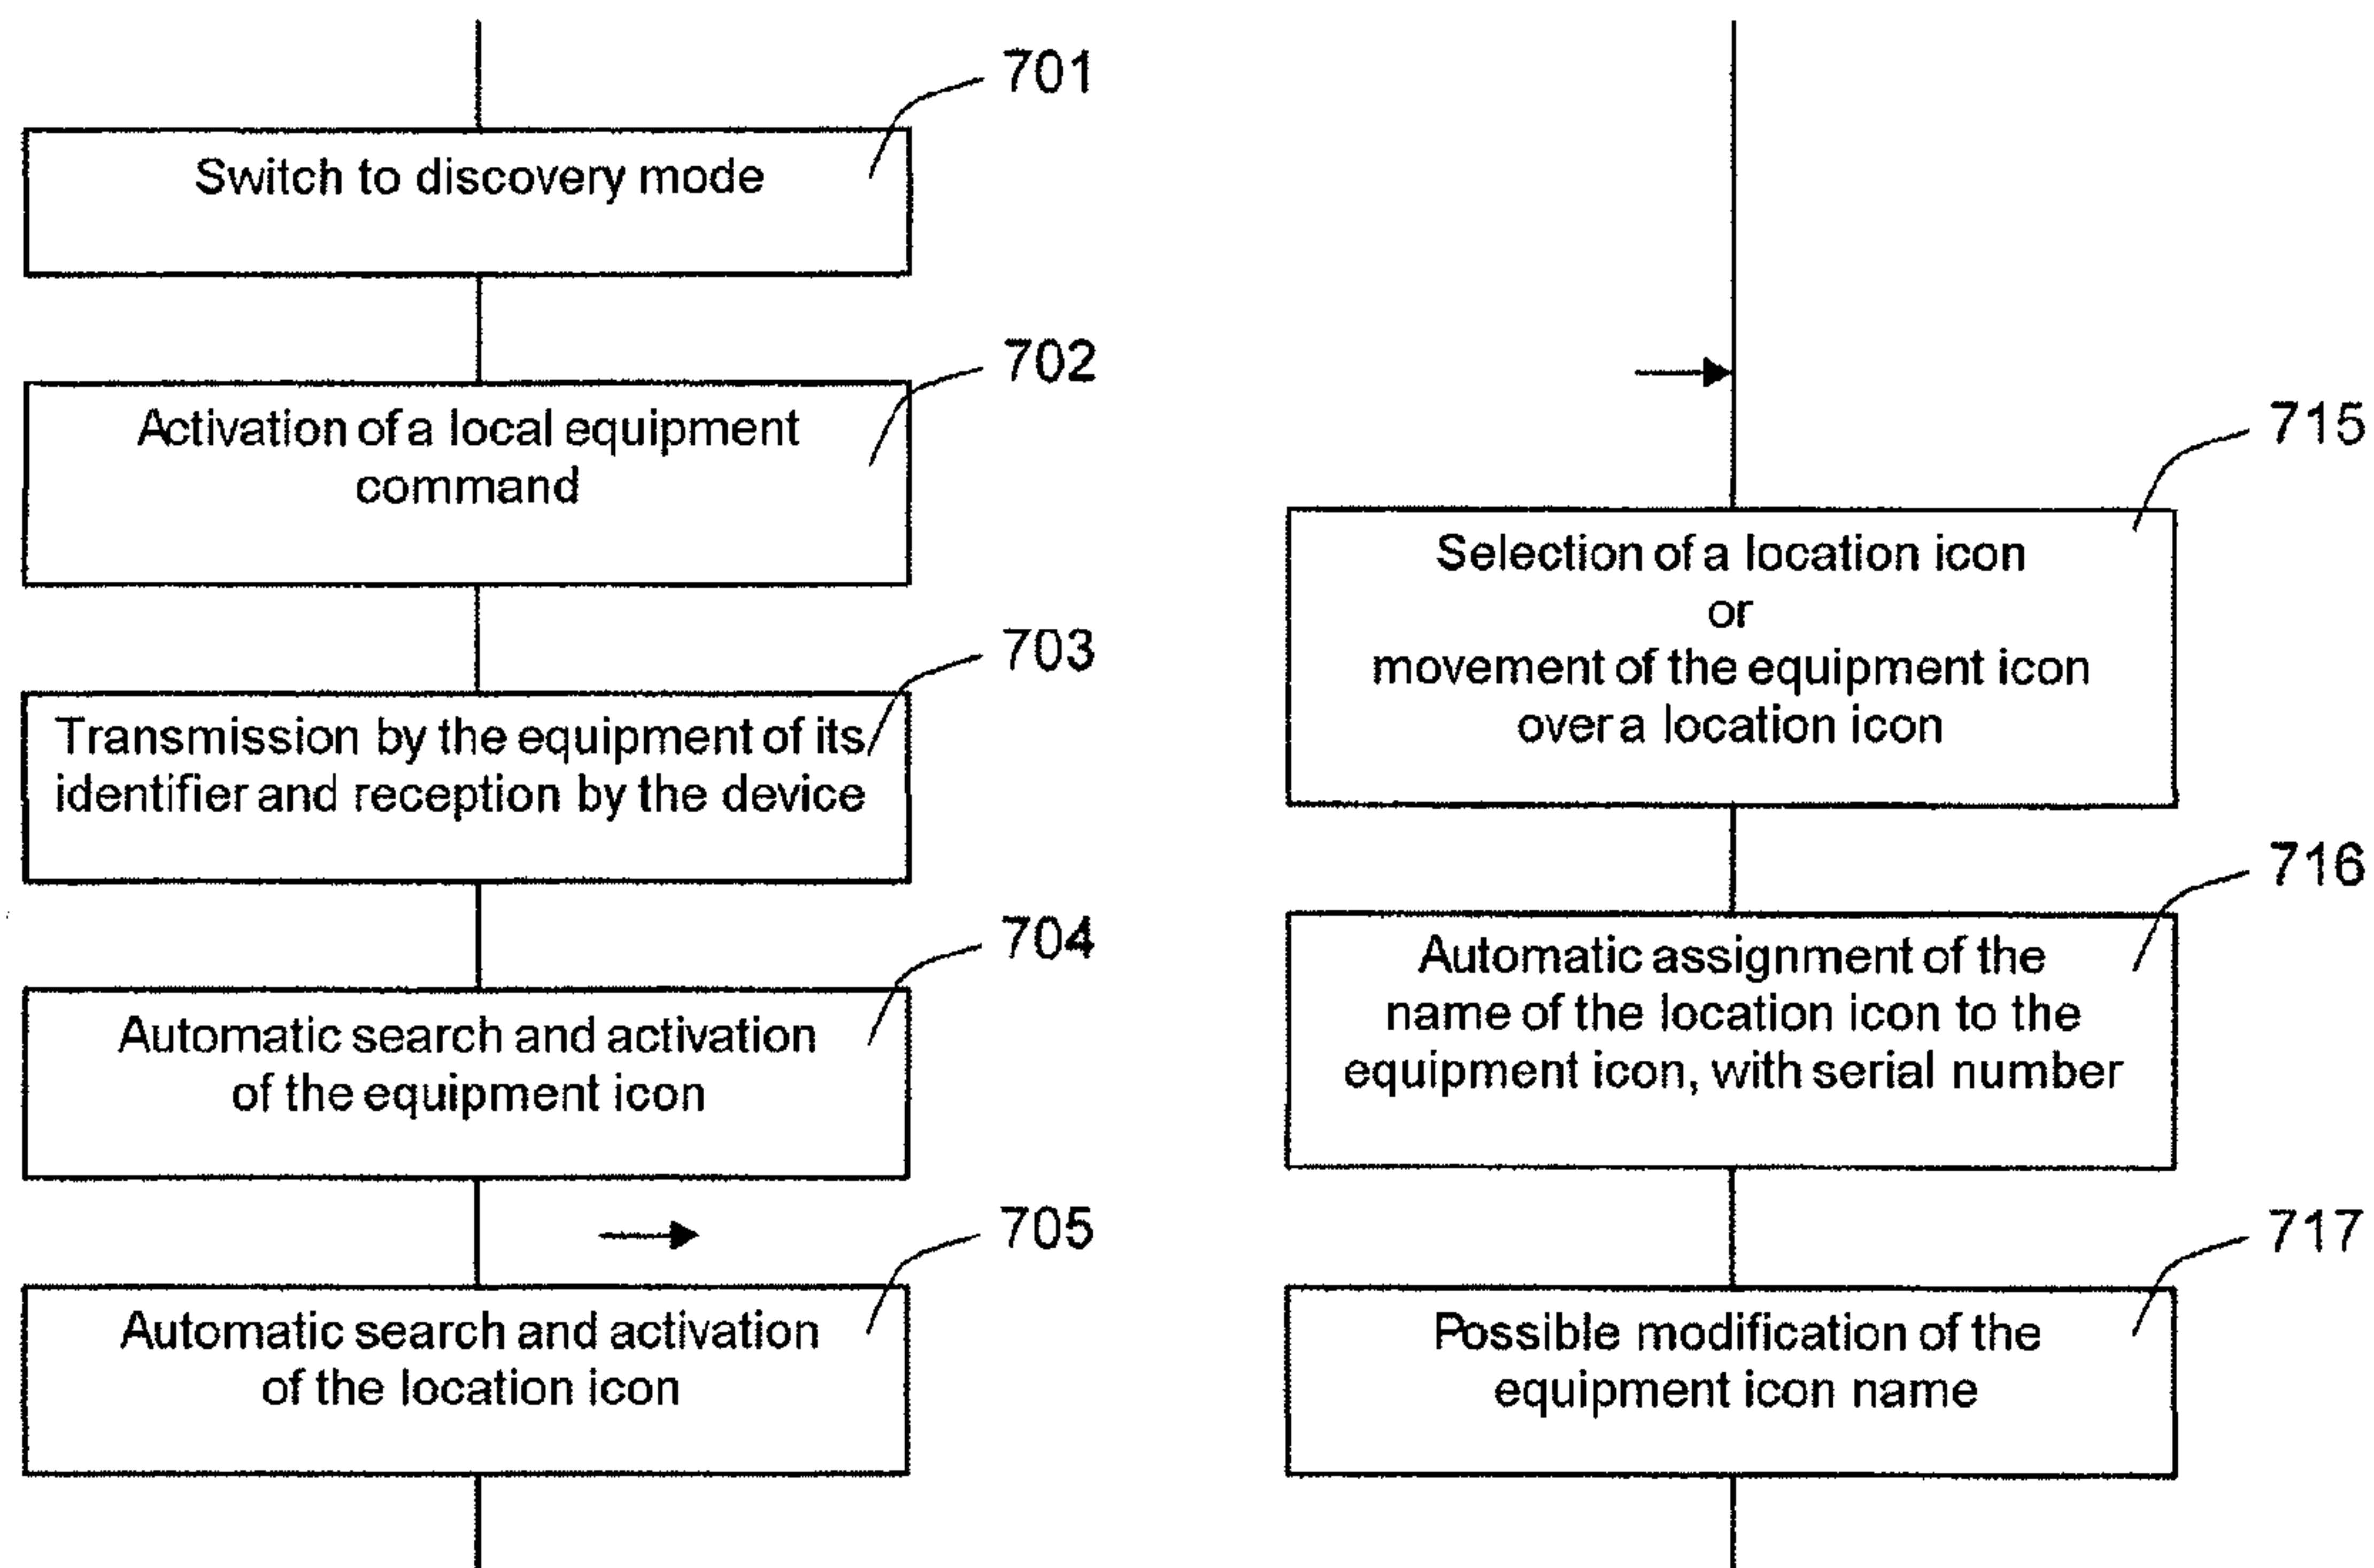 701
Switch to discovery mode
702
Activation of a local equipment
command
703
Transmission by the equipment of its
identifier and reception by the device
704
Automatic search and activation
of the equipment icon
705
Automatic search and activation
of the location icon
715
Selection of a location icon
or
movement of the equipment icon
over a location icon
716
Automatic assignment of the
name of the location icon to the
equipment icon, with serial number
717
Possible modification of the
equipment icon name